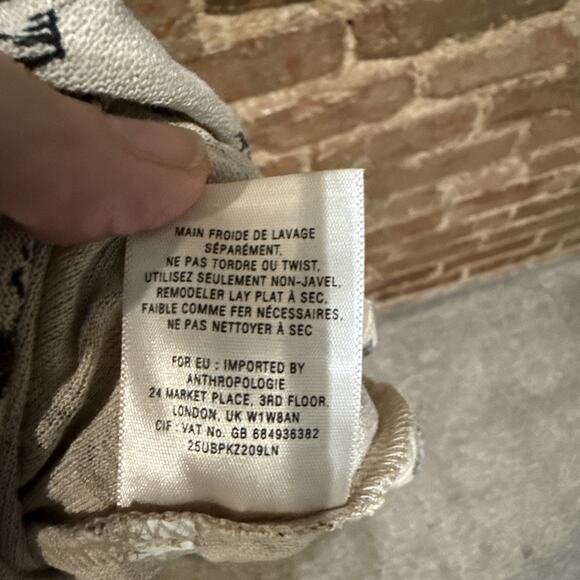 MAIN FROIDE DE LAVAGE
SÉPARÉMENT.
NE PAS TORDRE OU TWIST.
UTILISEZ SEULEMENT NON-JAVEL.
REMODELER LAY PLAT À SEC.
FAIBLE COMME FER NÉCESSAIRES.
NE PAS NETTOYER À SEC
FOR EU : IMPORTED BY
ANTHROPOLOGIE
24 MARKET PLACE, 3RD FLOOR,
LONDON, UK W1W8AN
CIF : VAT No. GB 684936382
25UBPKZ209LN